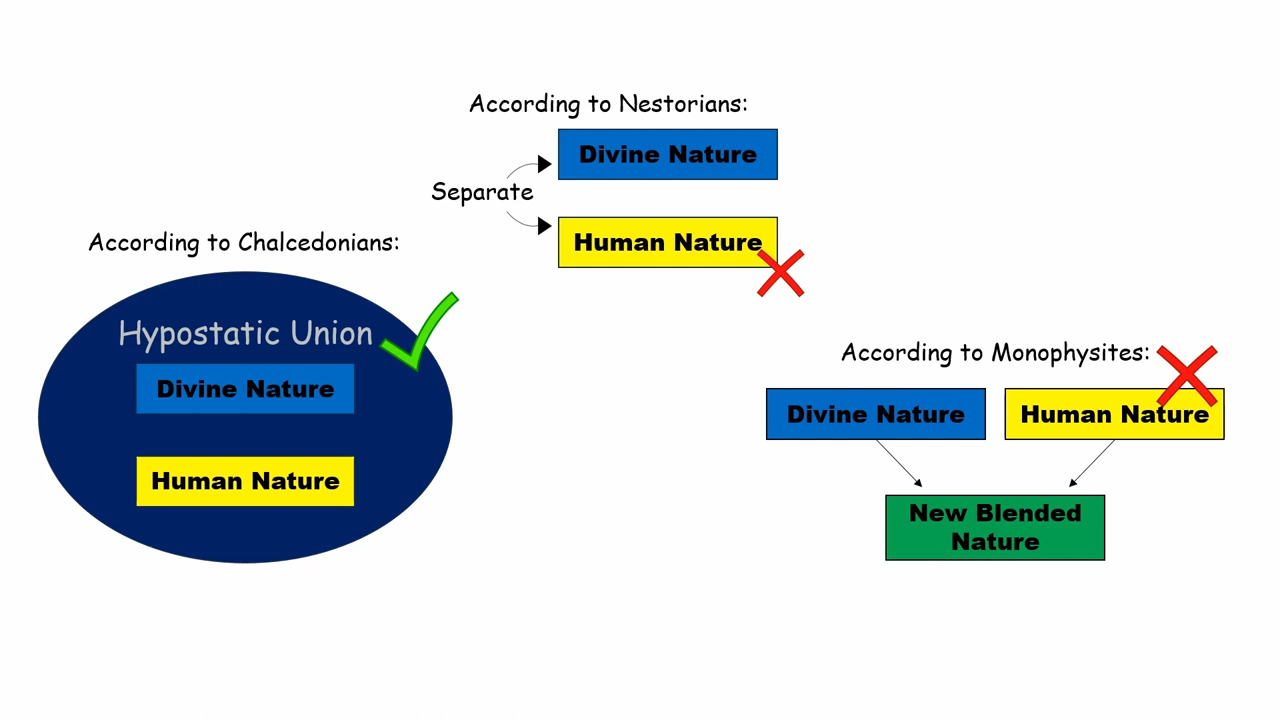 According to Nestorians:
Divine Nature
Separate
Human Nature
According to Chalcedonians:
Hypostatic Union
Divine Nature
Human Nature
According to Monophysites:
Divine Nature
Human Nature
New Blended
Nature